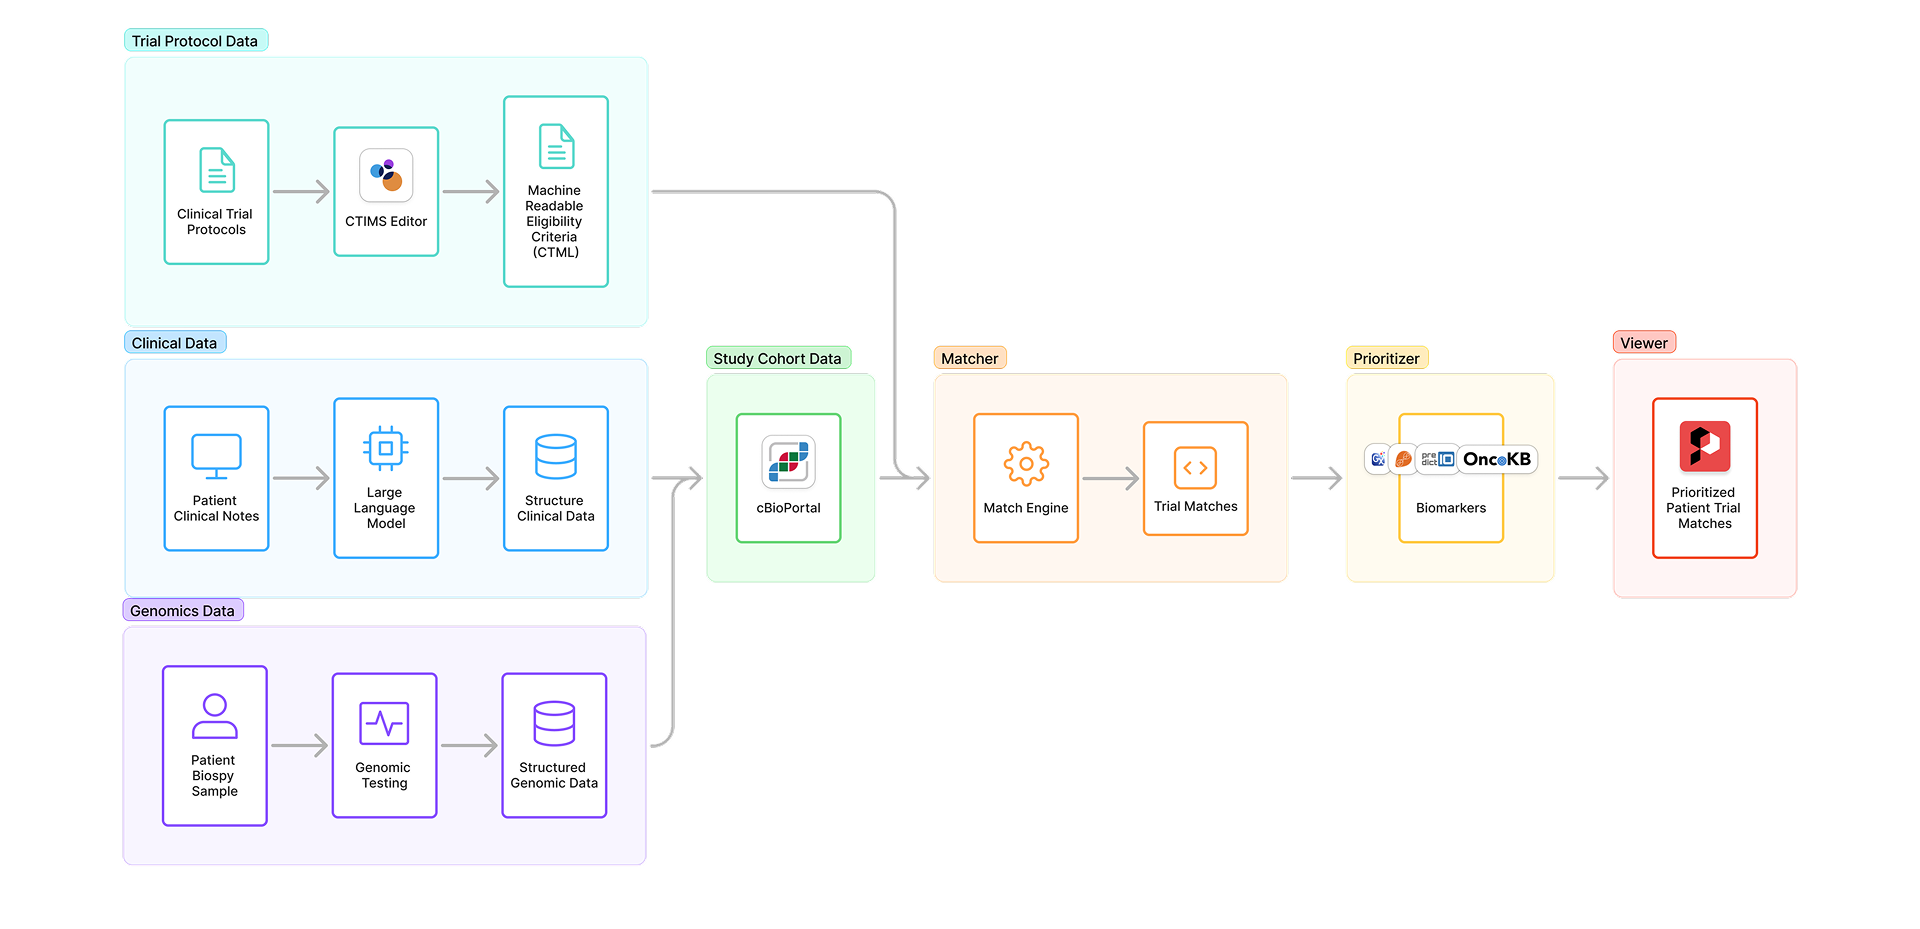 Trial Protocol Data
Clinical Trial
Protocols
CTIMS Editor
Machine
Readable
Eligibility
Criteria
(CTML)
Clinical Data
Patient
Clinical Notes
Large
Language
Model
Structure
Clinical Data
Genomics Data
Patient
Biospy
Sample
Genomic
Testing
Structured
Genomic Data
Study Cohort Data
cBioPortal
Matcher
Match Engine
Trial Matches
Prioritizer
pre
dict IO
OncoKB
Biomarkers
Viewer
Prioritized
Patient Trial
Matches